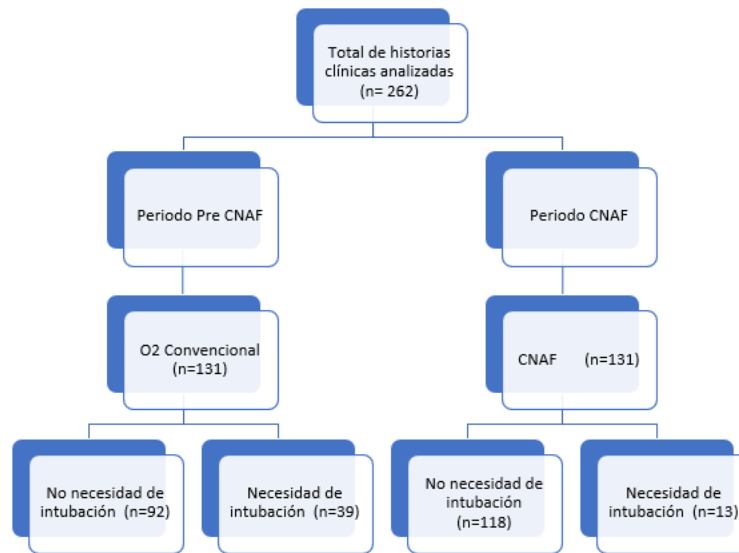 Total de historias
clínicas analizadas
(n= 262)
Periodo Pre CNAF
Periodo CNAF
O2 Convencional
(n=131)
CNAF (n=131)
No necesidad de
intubación (n=92)
Necesidad de
intubación (n=39)
No necesidad de
intubación
(n=118)
Necesidad de
intubación (n=13)